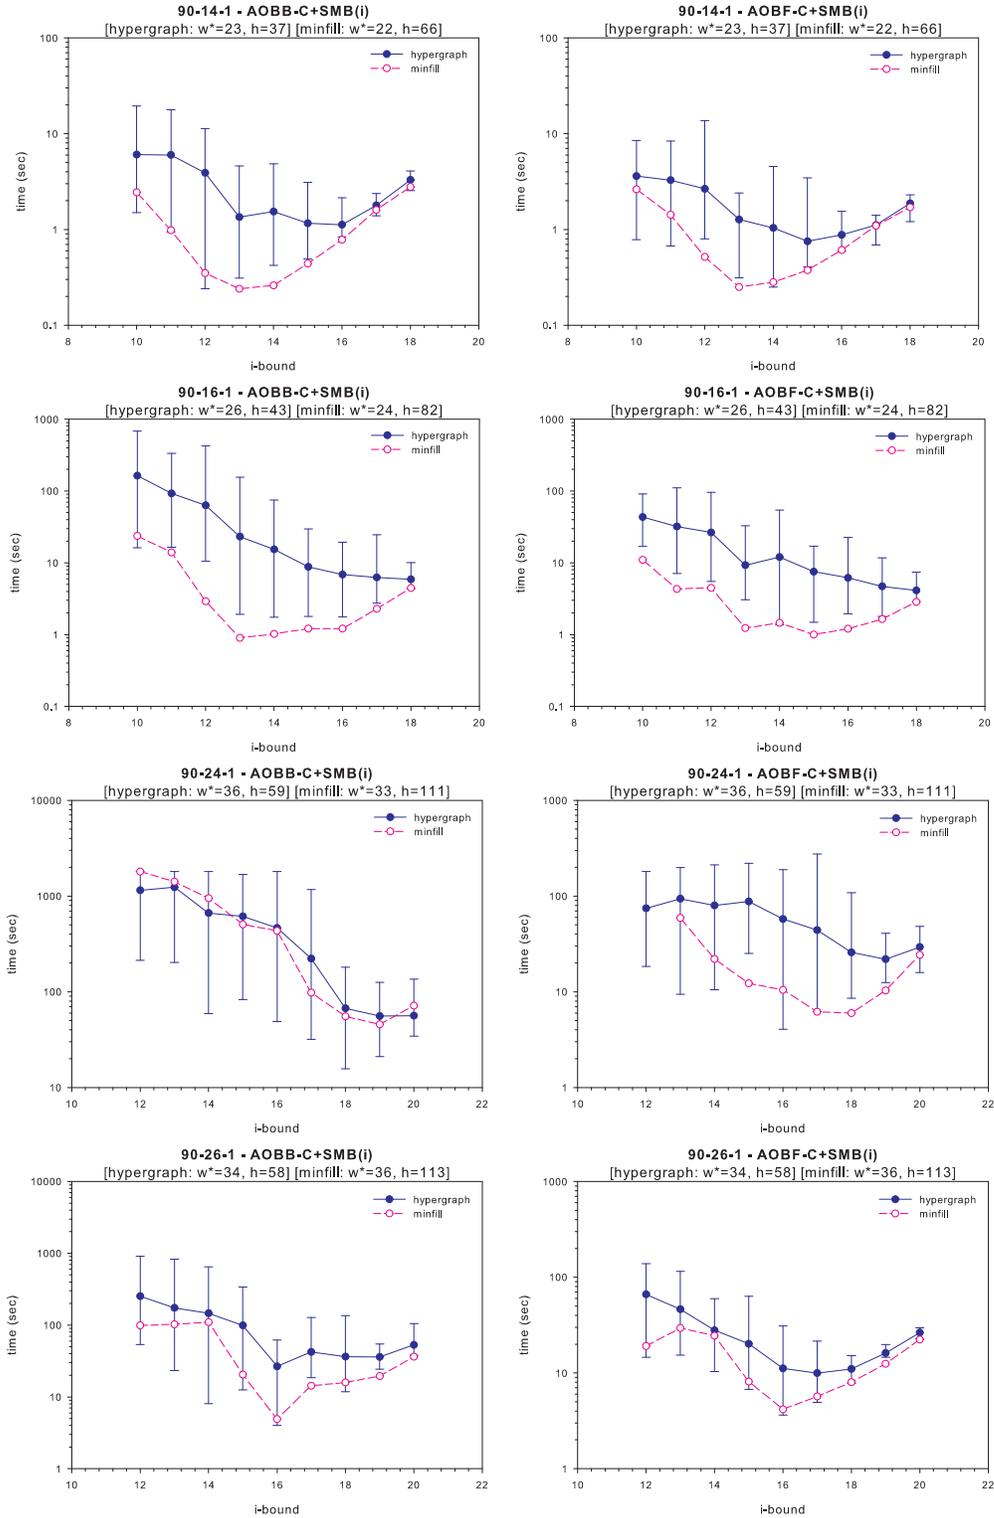 90-14-1 - AOBB-C+SMB(i)
[hypergraph: w*=23, h=37] [minfill: w*=22, h=66]
100
10
1
0.1
time (sec)
hypergraph
minfill
8 10 12 14 16 18 20
i-bound
90-14-1 - AOBF-C+SMB(i)
[hypergraph: w*=23, h=37] [minfill: w*=22, h=66]
100
10
1
0.1
time (sec)
hypergraph
minfill
8 10 12 14 16 18 20
i-bound
90-16-1 - AOBB-C+SMB(i)
[hypergraph: w*=26, h=43] [minfill: w*=24, h=82]
1000
100
10
1
0.1
time (sec)
hypergraph
minfill
8 10 12 14 16 18 20
i-bound
90-16-1 - AOBF-C+SMB(i)
[hypergraph: w*=26, h=43] [minfill: w*=24, h=82]
1000
100
10
1
0.1
time (sec)
hypergraph
minfill
8 10 12 14 16 18 20
i-bound
90-24-1 - AOBB-C+SMB(i)
[hypergraph: w*=36, h=59] [minfill: w*=33, h=111]
10000
1000
100
10
time (sec)
hypergraph
minfill
10 12 14 16 18 20 22
i-bound
90-24-1 - AOBF-C+SMB(i)
[hypergraph: w*=36, h=59] [minfill: w*=33, h=111]
1000
100
10
1
time (sec)
hypergraph
minfill
10 12 14 16 18 20 22
i-bound
90-26-1 - AOBB-C+SMB(i)
[hypergraph: w*=34, h=58] [minfill: w*=36, h=113]
10000
1000
100
10
1
time (sec)
hypergraph
minfill
10 12 14 16 18 20 22
i-bound
90-26-1 - AOBF-C+SMB(i)
[hypergraph: w*=34, h=58] [minfill: w*=36, h=113]
1000
100
10
1
time (sec)
hypergraph
minfill
10 12 14 16 18 20 22
i-bound